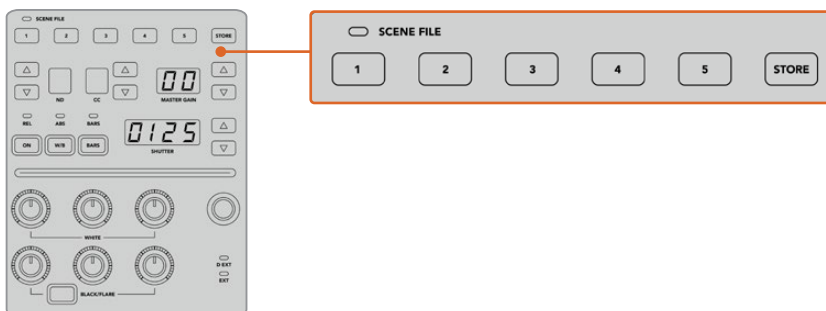 SCENE FILE
1 2 3 4 5 STORE
ND CC 00 MASTER GAIN
REL ABS BARS
ON W/B BARS 0125
SHUTTER
WHITE
D-EXT
EXT
BLACK/FLARE
SCENE FILE
1 2 3 4 5 STORE